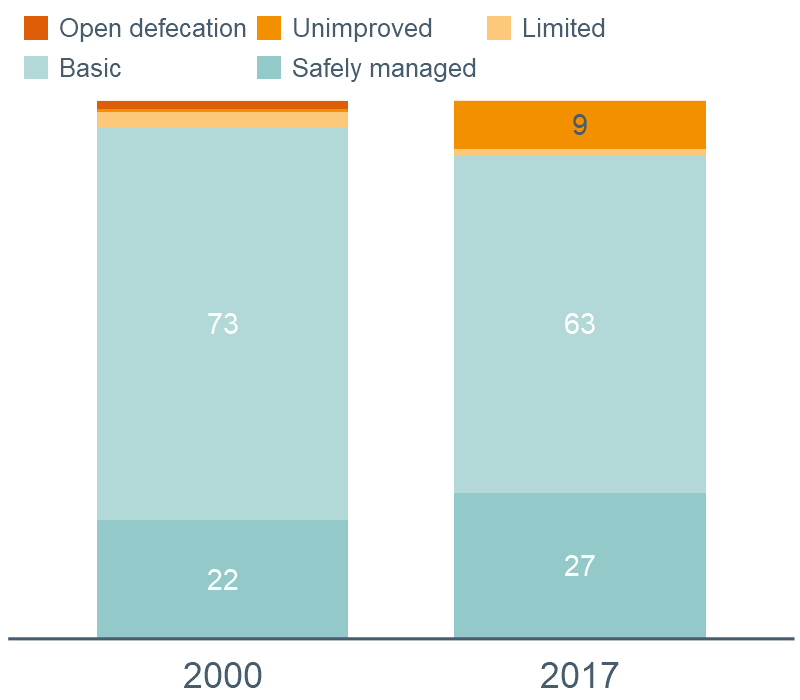 Open defecation Unimproved Limited
Basic Safely managed
9
73 63
22 27
2000 2017